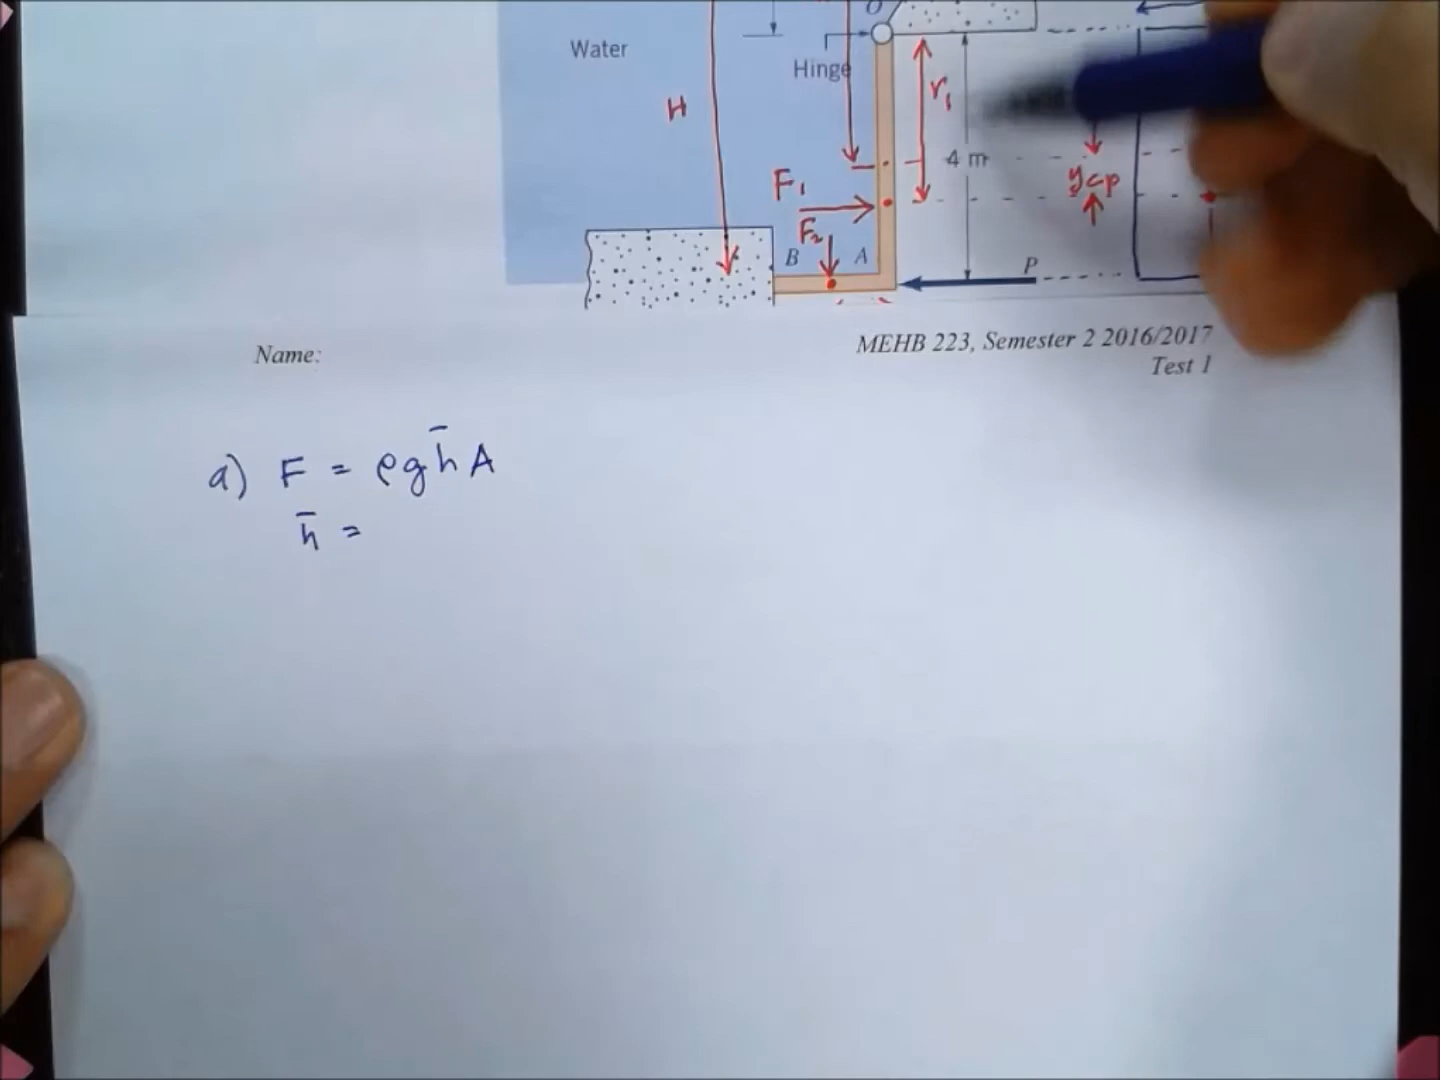 O
Water
Hinge
H
r₁
4 m
F₁
ycp
F₂
B
A
P
Name:
MEHB 223, Semester 2 2016/2017
Test 1
a) F = ρgh̄A
h̄ =